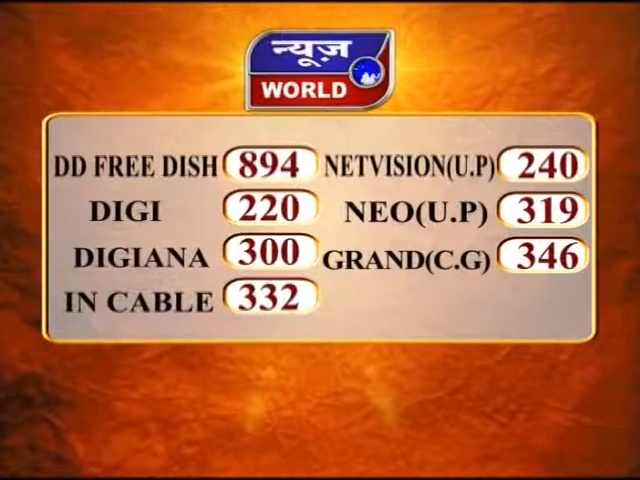 न्यूज़
WORLD
DD FREE DISH 894 NETVISION(U.P) 240
DIGI 220 NEO(U.P) 319
DIGIANA 300 GRAND(C.G) 346
IN CABLE 332